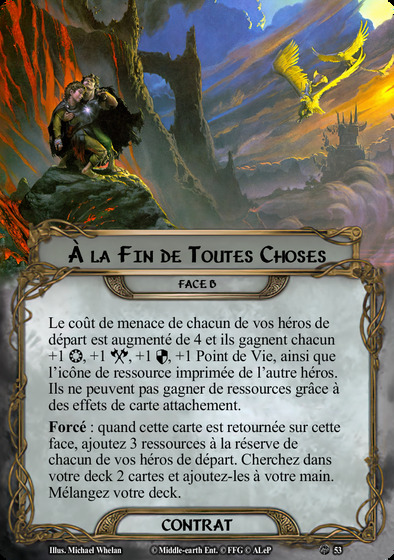 À la Fin de Toutes Choses
FACE B
Le coût de menace de chacun de vos héros de
départ est augmenté de 4 et ils gagnent chacun
+1 , +1 , +1 , +1 Point de Vie, ainsi que
l'icône de ressource imprimée de l'autre héros.
Ils ne peuvent pas gagner de ressources grâce à
des effets de carte attachement.
Forcé : quand cette carte est retournée sur cette
face, ajoutez 3 ressources à la réserve de
chacun de vos héros de départ. Cherchez dans
votre deck 2 cartes et ajoutez-les à votre main.
Mélangez votre deck.
CONTRAT
Illus. Michael Whelan ©Middle-earth Ent. © FFG © ALeP 53